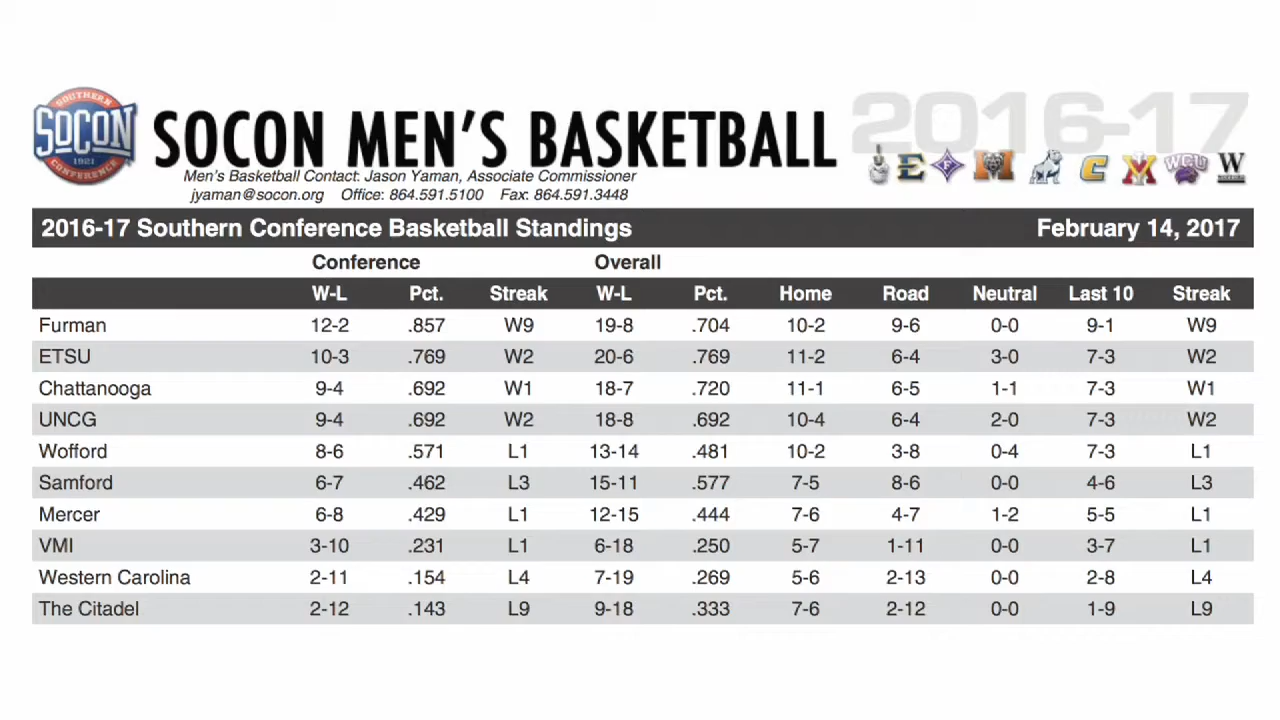 SOUTHERN
SOCON
1921
CONFERENCE
SOCON MEN'S BASKETBALL
2016-17
Men's Basketball Contact: Jason Yaman, Associate Commissioner
jyaman@socon.org Office: 864.591.5100 Fax: 864.591.3448
E F M C VMI WCU W
2016-17 Southern Conference Basketball Standings February 14, 2017
Conference Overall
W-L Pct. Streak W-L Pct. Home Road Neutral Last 10 Streak
Furman 12-2 .857 W9 19-8 .704 10-2 9-6 0-0 9-1 W9
ETSU 10-3 .769 W2 20-6 .769 11-2 6-4 3-0 7-3 W2
Chattanooga 9-4 .692 W1 18-7 .720 11-1 6-5 1-1 7-3 W1
UNCG 9-4 .692 W2 18-8 .692 10-4 6-4 2-0 7-3 W2
Wofford 8-6 .571 L1 13-14 .481 10-2 3-8 0-4 7-3 L1
Samford 6-7 .462 L3 15-11 .577 7-5 8-6 0-0 4-6 L3
Mercer 6-8 .429 L1 12-15 .444 7-6 4-7 1-2 5-5 L1
VMI 3-10 .231 L1 6-18 .250 5-7 1-11 0-0 3-7 L1
Western Carolina 2-11 .154 L4 7-19 .269 5-6 2-13 0-0 2-8 L4
The Citadel 2-12 .143 L9 9-18 .333 7-6 2-12 0-0 1-9 L9